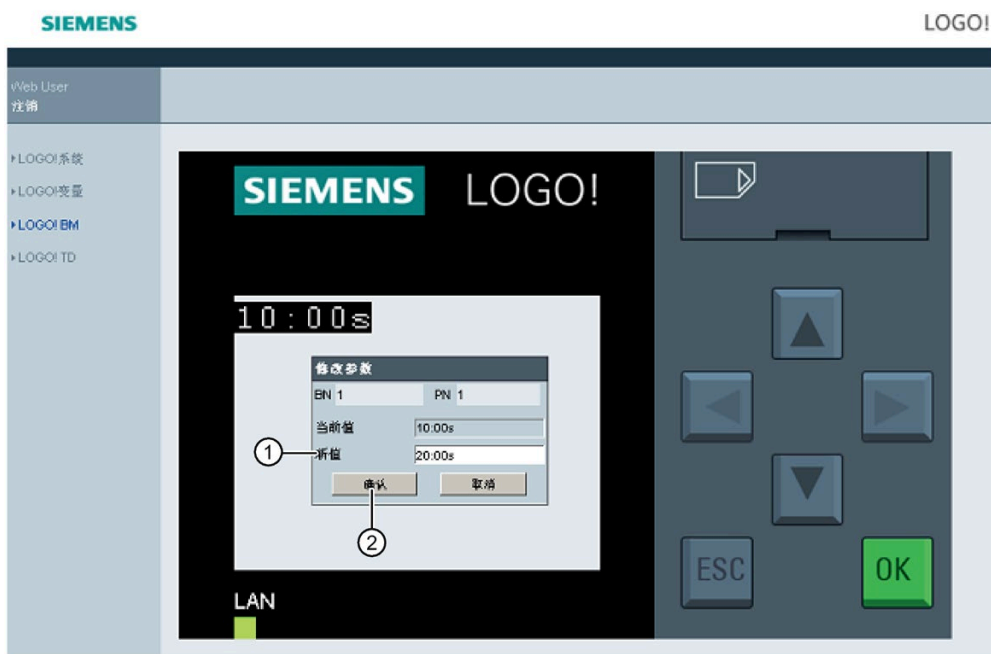 SIEMENS
LOGO!
Web User
注销
LOGO!系统
LOGO!变量
LOGO! BM
LOGO! TD
SIEMENS LOGO!
10:00s
修改参数
BN 1 PN 1
当前值 10:00s
1 新值 20:00s
确认 取消
2
LAN
ESC
OK